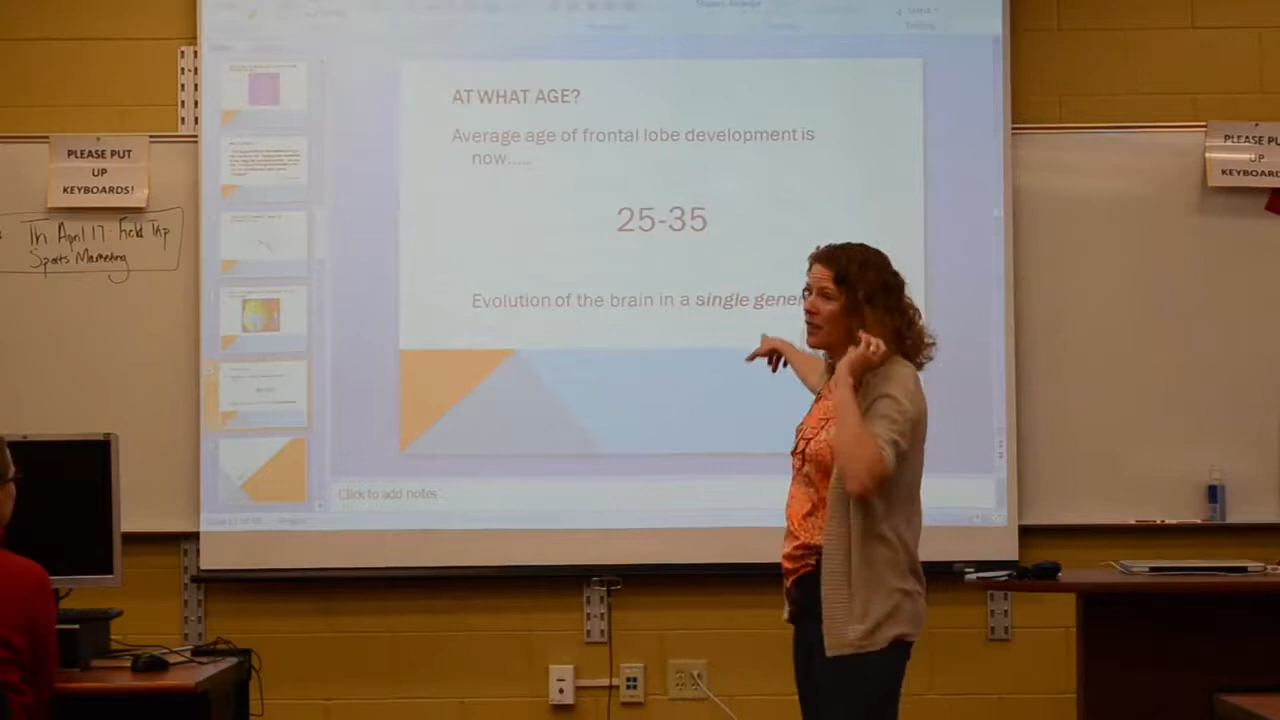 PLEASE PUT
UP
KEYBOARDS!
Th April 17 Field Trip
Sports Marketing
AT WHAT AGE?
Average age of frontal lobe development is
now.....
25-35
Evolution of the brain in a single gener
Click to add notes
PLEASE PU
UP
KEYBOARD